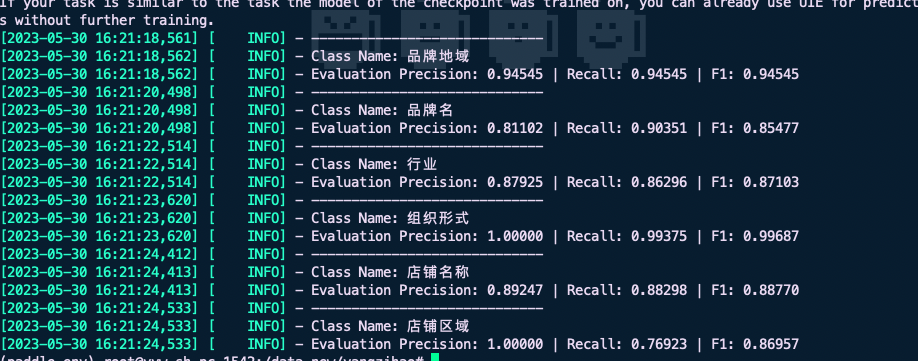 If your task is similar to the task the model of the checkpoint was trained on, you can already use UIE for predict
s without further training.
[2023-05-30 16:21:18,561] [    INFO] - -----------------------------
[2023-05-30 16:21:18,562] [    INFO] - Class Name: 品牌地域
[2023-05-30 16:21:18,562] [    INFO] - Evaluation Precision: 0.94545 | Recall: 0.94545 | F1: 0.94545
[2023-05-30 16:21:20,498] [    INFO] - -----------------------------
[2023-05-30 16:21:20,498] [    INFO] - Class Name: 品牌名
[2023-05-30 16:21:20,498] [    INFO] - Evaluation Precision: 0.81102 | Recall: 0.90351 | F1: 0.85477
[2023-05-30 16:21:22,514] [    INFO] - -----------------------------
[2023-05-30 16:21:22,514] [    INFO] - Class Name: 行业
[2023-05-30 16:21:22,514] [    INFO] - Evaluation Precision: 0.87925 | Recall: 0.86296 | F1: 0.87103
[2023-05-30 16:21:23,620] [    INFO] - -----------------------------
[2023-05-30 16:21:23,620] [    INFO] - Class Name: 组织形式
[2023-05-30 16:21:23,620] [    INFO] - Evaluation Precision: 1.00000 | Recall: 0.99375 | F1: 0.99687
[2023-05-30 16:21:24,412] [    INFO] - -----------------------------
[2023-05-30 16:21:24,413] [    INFO] - Class Name: 店铺名称
[2023-05-30 16:21:24,413] [    INFO] - Evaluation Precision: 0.89247 | Recall: 0.88298 | F1: 0.88770
[2023-05-30 16:21:24,533] [    INFO] - -----------------------------
[2023-05-30 16:21:24,533] [    INFO] - Class Name: 店铺区域
[2023-05-30 16:21:24,533] [    INFO] - Evaluation Precision: 1.00000 | Recall: 0.76923 | F1: 0.86957